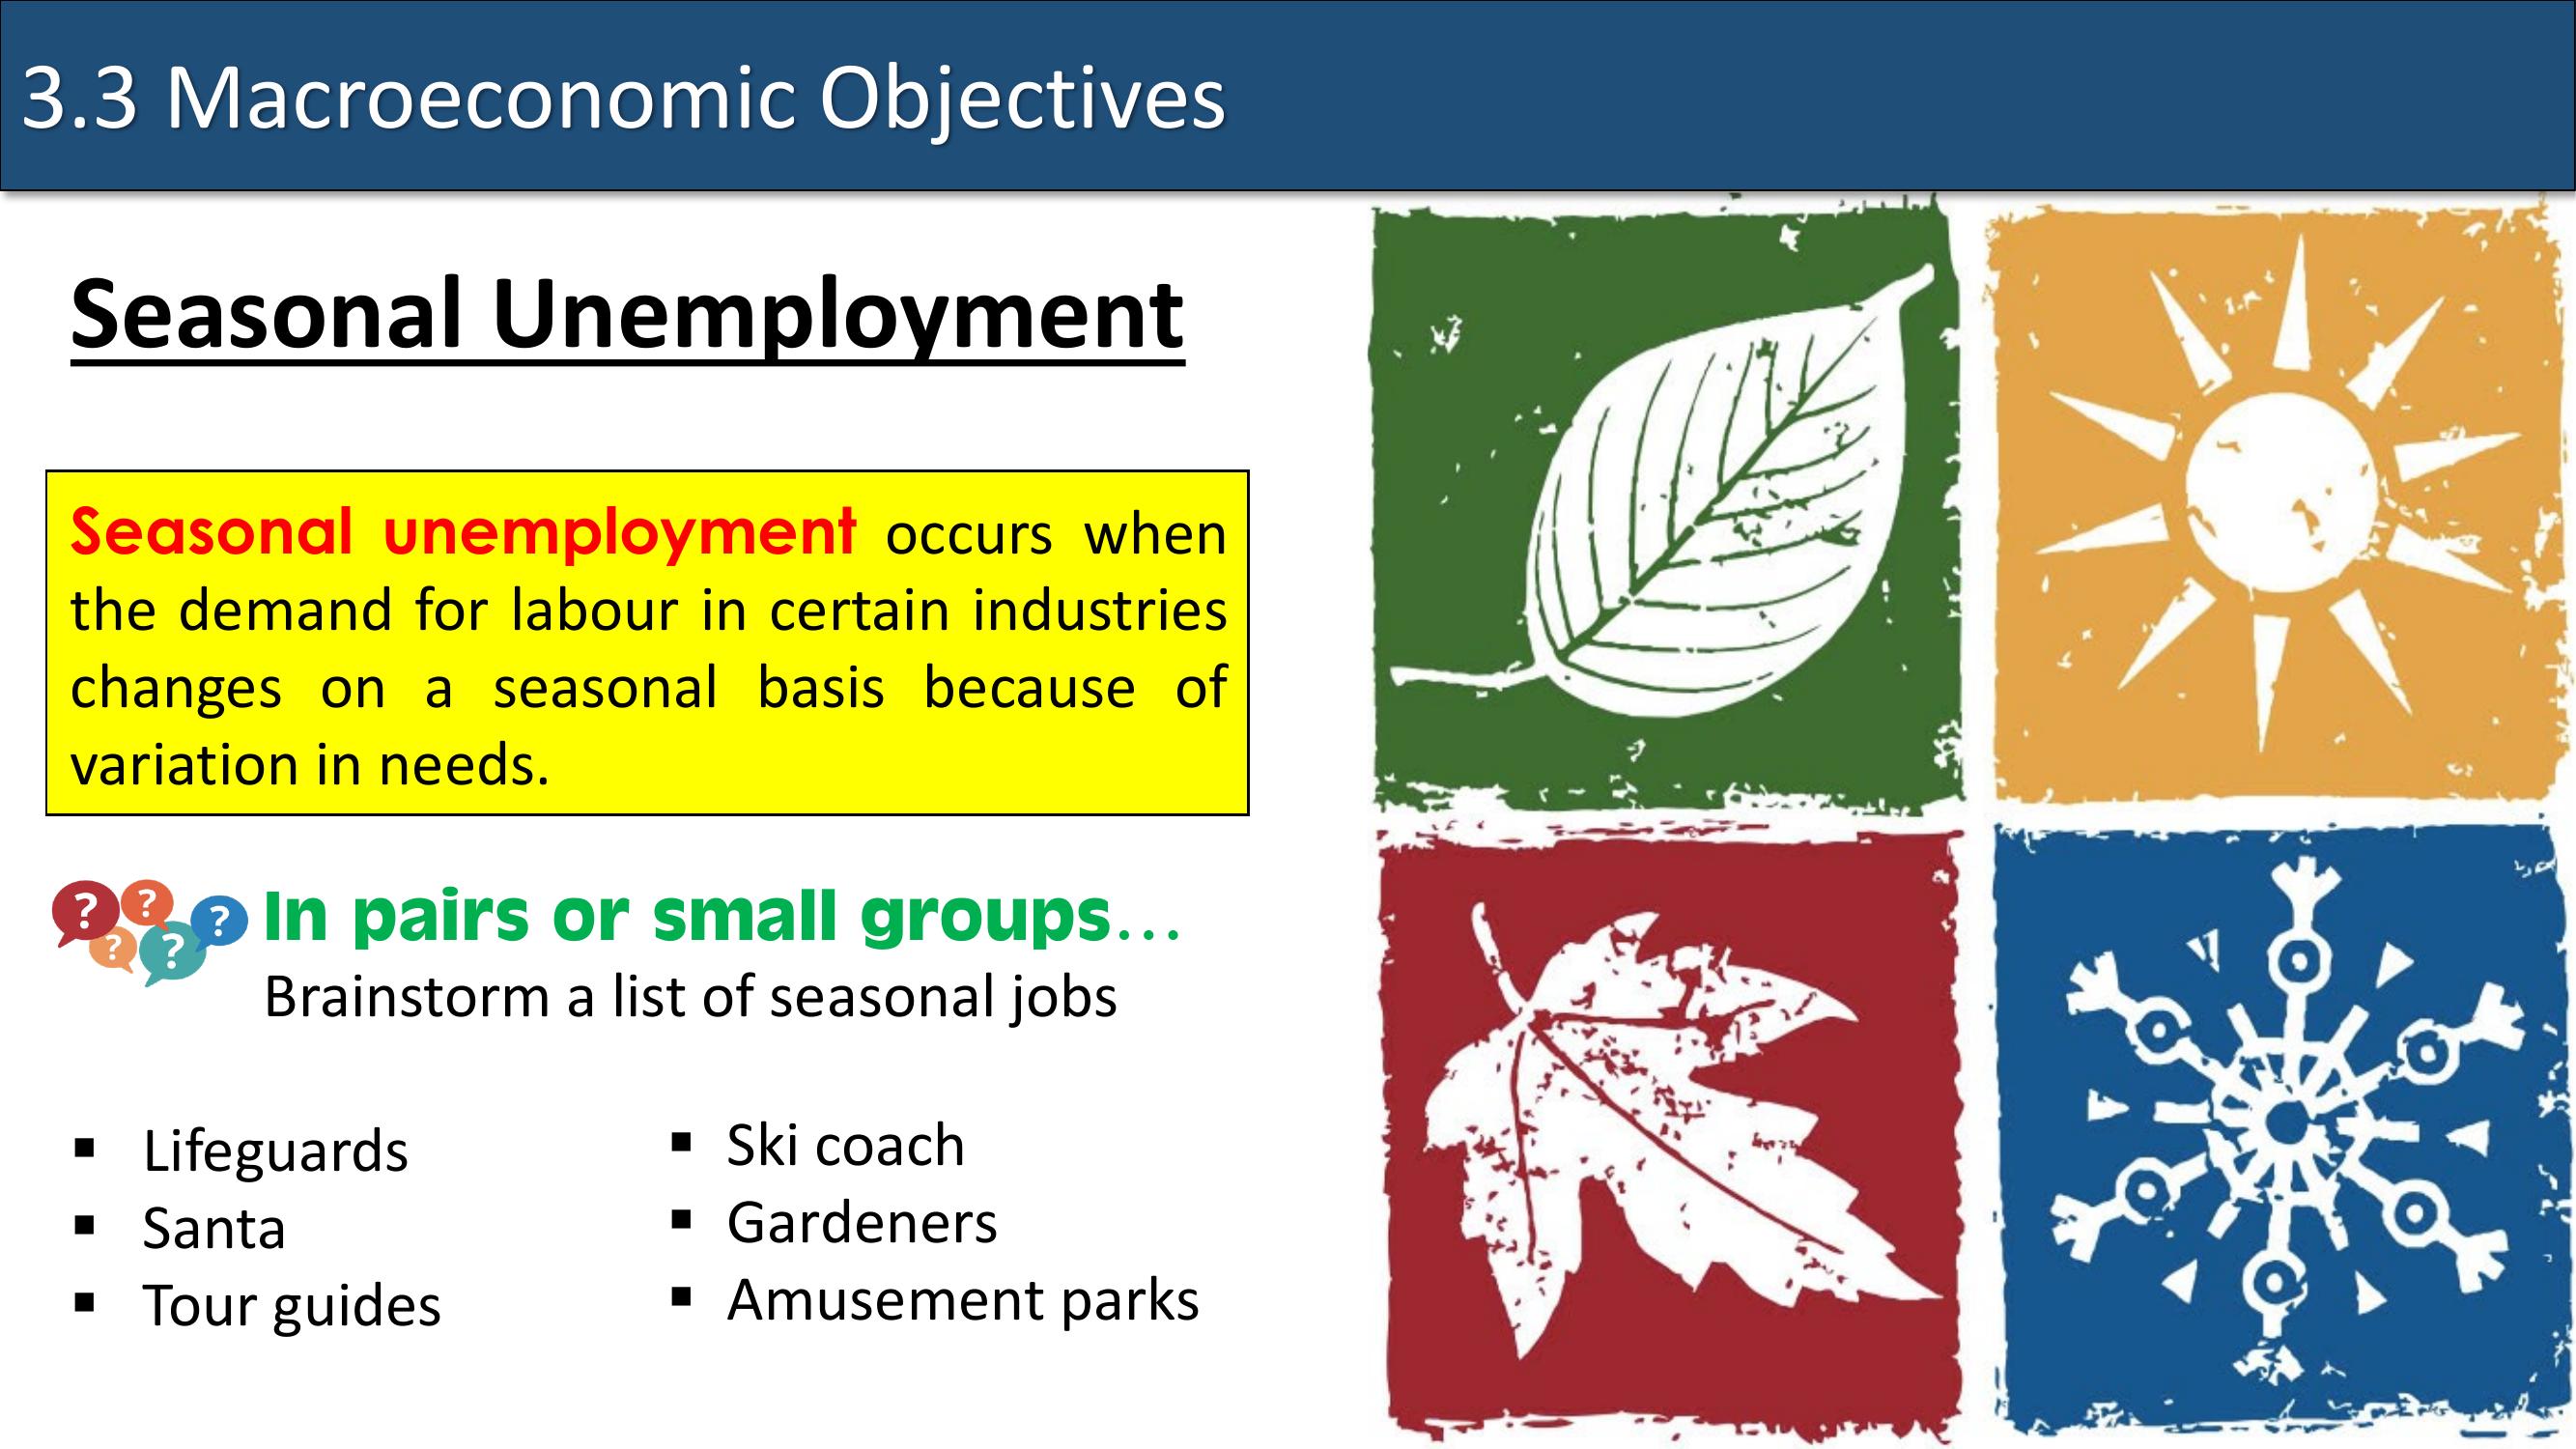 3.3 Macroeconomic Objectives
Seasonal Unemployment
Seasonal unemployment occurs when
the demand for labour in certain industries
changes on a seasonal basis because of
variation in needs.
? ? ? ? ?
In pairs or small groups…
Brainstorm a list of seasonal jobs
▪ Lifeguards
▪ Santa
▪ Tour guides
▪ Ski coach
▪ Gardeners
▪ Amusement parks